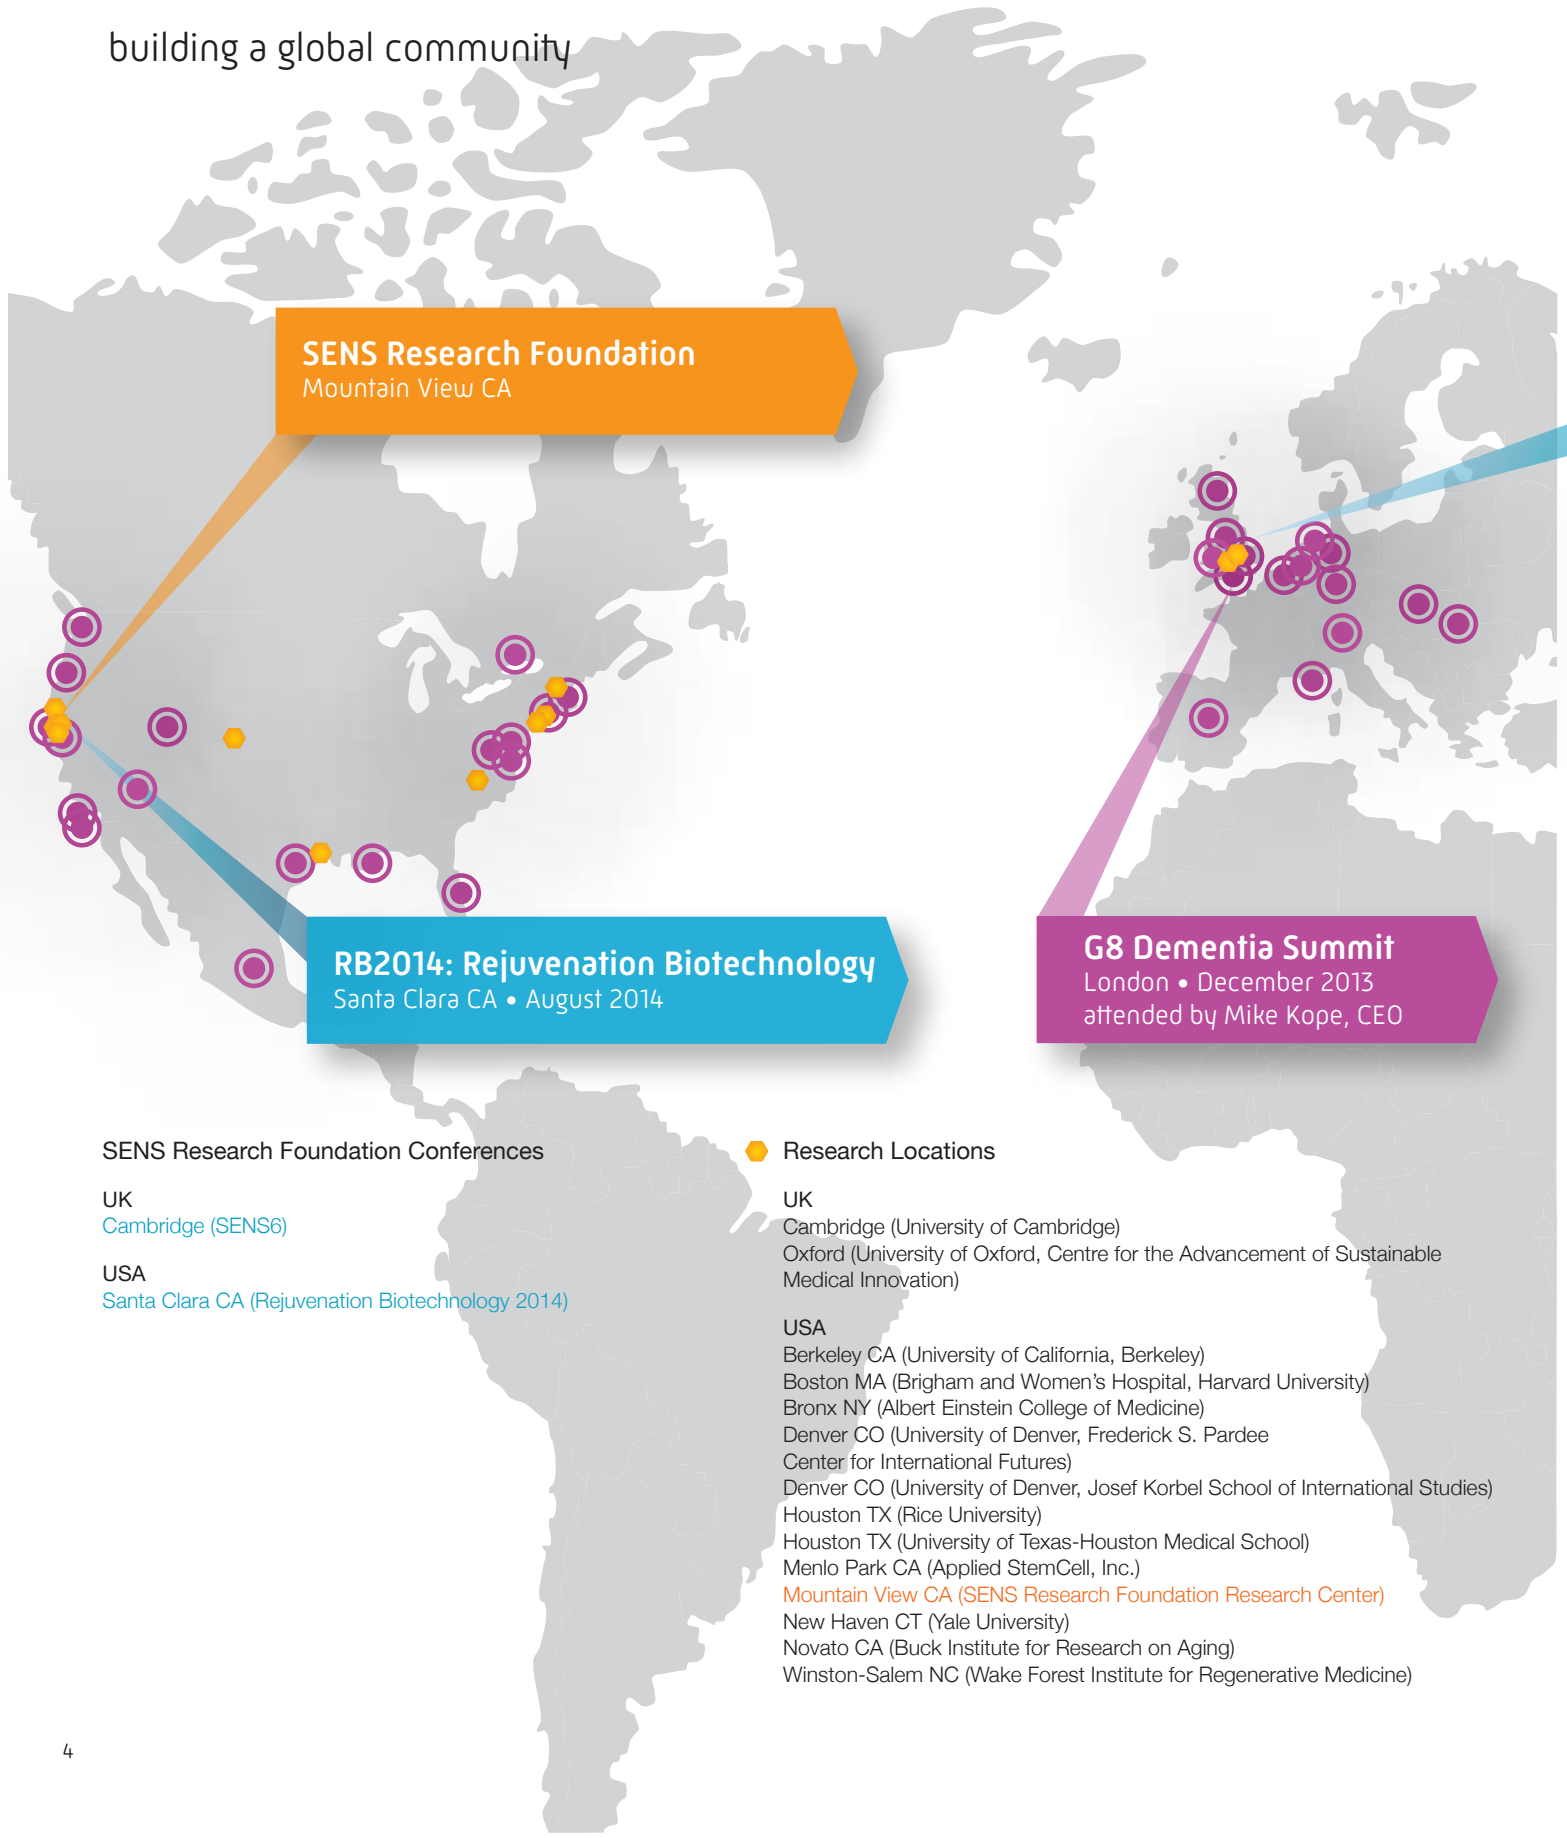 building a global community
SENS Research Foundation
Mountain View CA
RB2014: Rejuvenation Biotechnology
Santa Clara CA • August 2014
G8 Dementia Summit
London • December 2013
attended by Mike Kope, CEO
SENS Research Foundation Conferences
UK
Cambridge (SENS6)
USA
Santa Clara CA (Rejuvenation Biotechnology 2014)
Research Locations
UK
Cambridge (University of Cambridge)
Oxford (University of Oxford, Centre for the Advancement of Sustainable
Medical Innovation)
USA
Berkeley CA (University of California, Berkeley)
Boston MA (Brigham and Women’s Hospital, Harvard University)
Bronx NY (Albert Einstein College of Medicine)
Denver CO (University of Denver, Frederick S. Pardee
Center for International Futures)
Denver CO (University of Denver, Josef Korbel School of International Studies)
Houston TX (Rice University)
Houston TX (University of Texas-Houston Medical School)
Menlo Park CA (Applied StemCell, Inc.)
Mountain View CA (SENS Research Foundation Research Center)
New Haven CT (Yale University)
Novato CA (Buck Institute for Research on Aging)
Winston-Salem NC (Wake Forest Institute for Regenerative Medicine)
4